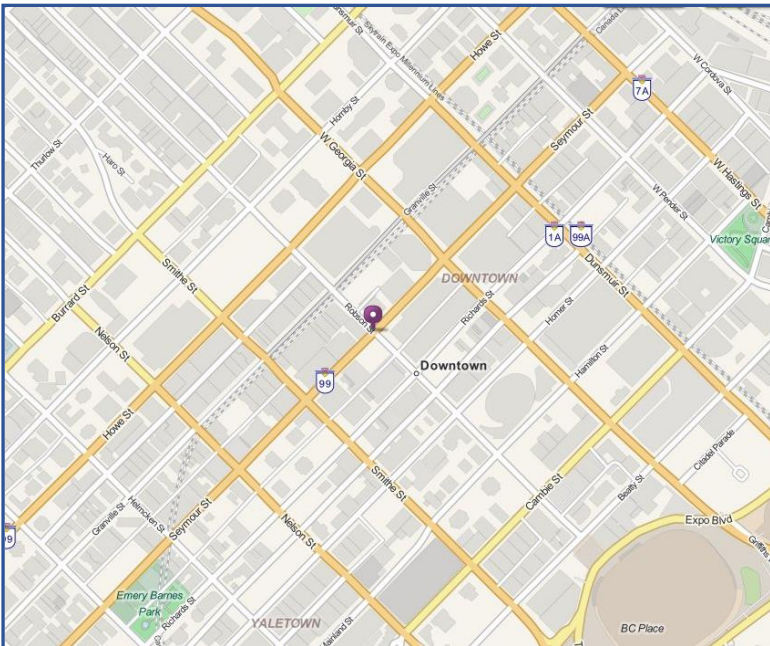 Dunsmuir St
Skytrain Expo Millennium Lines
Howe St
Canada Li
W Cordova St
7A
Hornby St
Seymour St
Thurlow St
Haro St
W Georgia St
W Hastings St
Granville St
W Pender St
Victory Squar
1A
99A
Dunsmuir St
Smithe St
DOWNTOWN
Burrard St
Richards St
Homer St
Robson St
Nelson St
Hamilton St
Downtown
99
Howe St
Citadel Parade
Smithe St
Cambie St
Beatty St
Granville St
Helmcken St
Seymour St
Nelson St
Expo Blvd
Griffiths
Emery Barnes
Park
Richards St
YALETOWN
Mainland St
BC Place